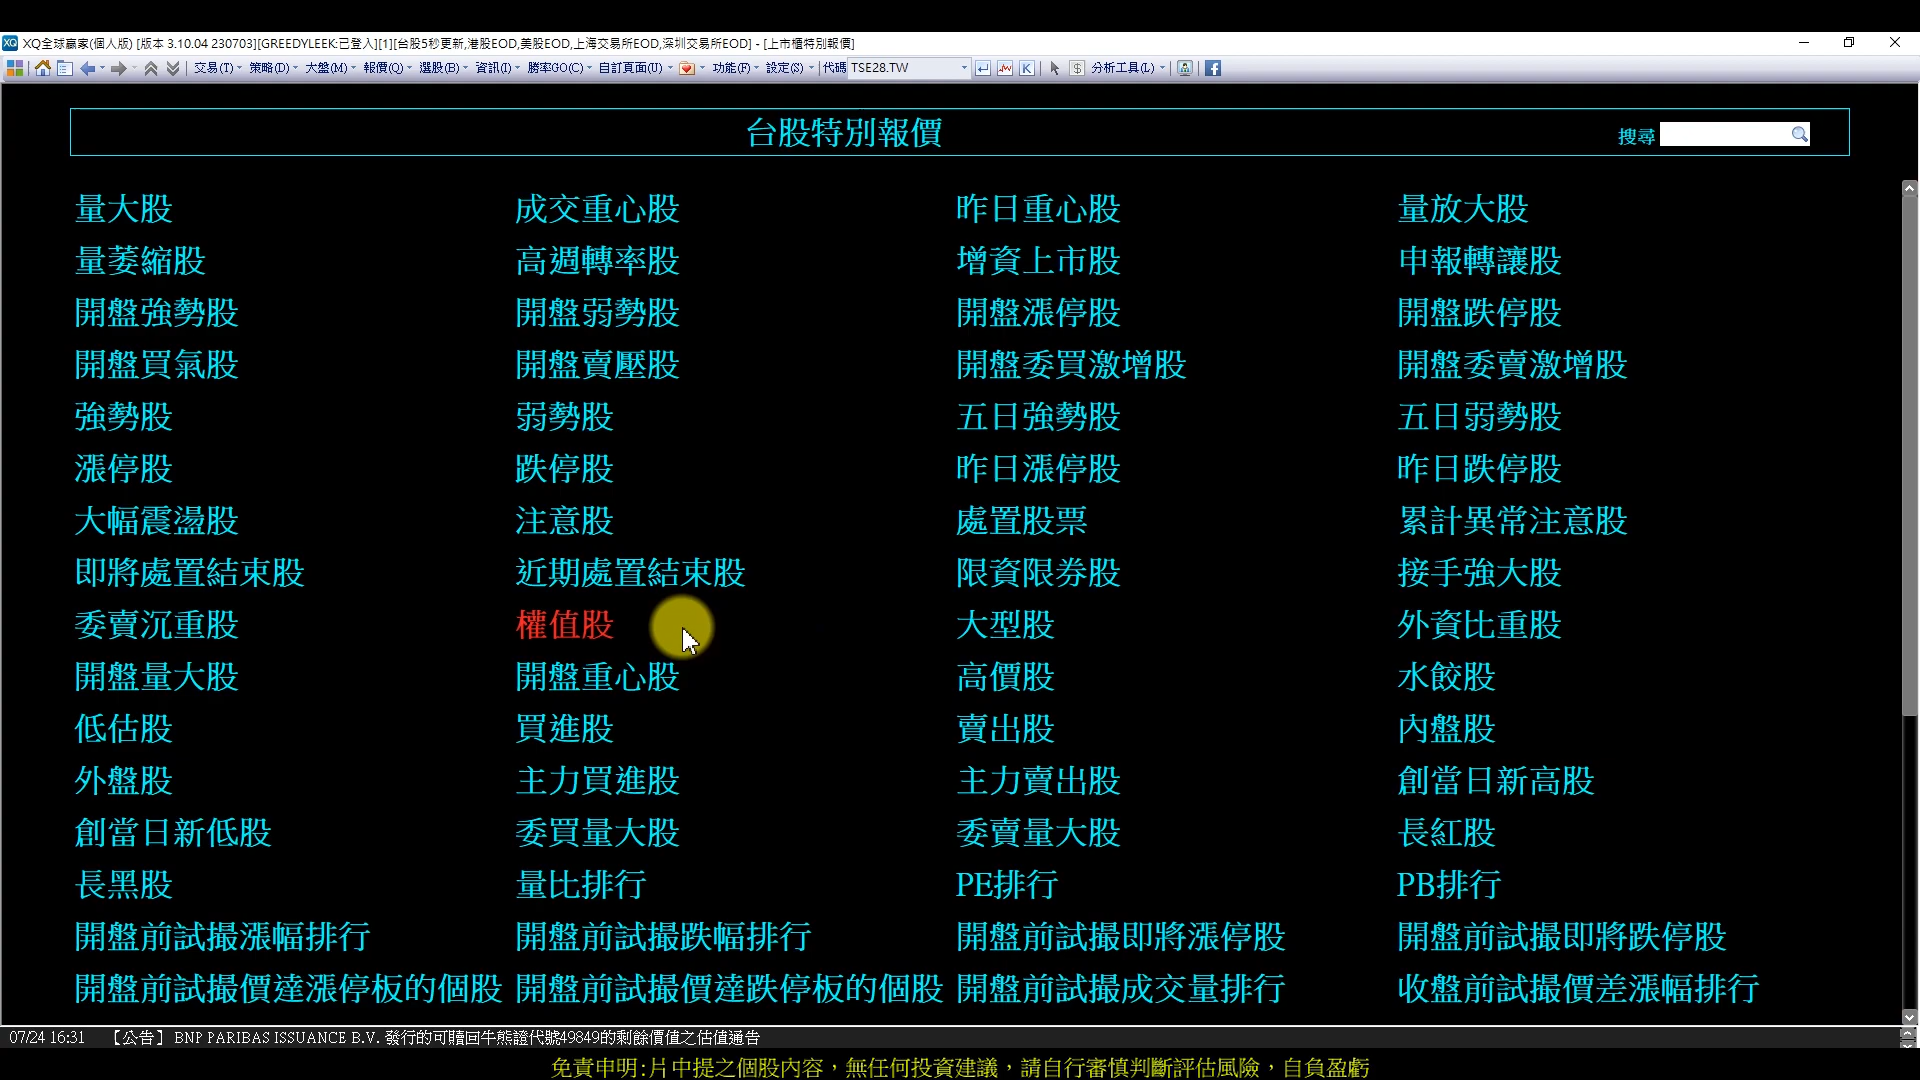 XQ全球贏家(個人版) [版本 3.10.04 230703][GREEDYLEEK:已登入][1][台股5秒更新,港股EOD,美股EOD,上海交易所EOD,深圳交易所EOD] - [上市櫃特別報價]
交易(T) 策略(D) 大盤(M) 報價(Q) 選股(B) 資訊(I) 勝率GO(C) 自訂頁面(U) 功能(F) 設定(S) 代碼 TSE28.TW K $ 分析工具(L)
台股特別報價 搜尋
量大股 成交重心股 昨日重心股 量放大股
量萎縮股 高週轉率股 增資上市股 申報轉讓股
開盤強勢股 開盤弱勢股 開盤漲停股 開盤跌停股
開盤買氣股 開盤賣壓股 開盤委買激增股 開盤委賣激增股
強勢股 弱勢股 五日強勢股 五日弱勢股
漲停股 跌停股 昨日漲停股 昨日跌停股
大幅震盪股 注意股 處置股票 累計異常注意股
即將處置結束股 近期處置結束股 限資限券股 接手強大股
委賣沉重股 權值股 大型股 外資比重股
開盤量大股 開盤重心股 高價股 水餃股
低估股 買進股 賣出股 內盤股
外盤股 主力買進股 主力賣出股 創當日新高股
創當日新低股 委買量大股 委賣量大股 長紅股
長黑股 量比排行 PE排行 PB排行
開盤前試撮漲幅排行 開盤前試撮跌幅排行 開盤前試撮即將漲停股 開盤前試撮即將跌停股
開盤前試撮價達漲停板的個股 開盤前試撮價達跌停板的個股 開盤前試撮成交量排行 收盤前試撮價差漲幅排行
07/24 16:31 【公告】 BNP PARIBAS ISSUANCE B.V. 發行的可贖回牛熊證代號49849的剩餘價值之估值通告
免責申明:片中提之個股內容，無任何投資建議，請自行審慎判斷評估風險，自負盈虧